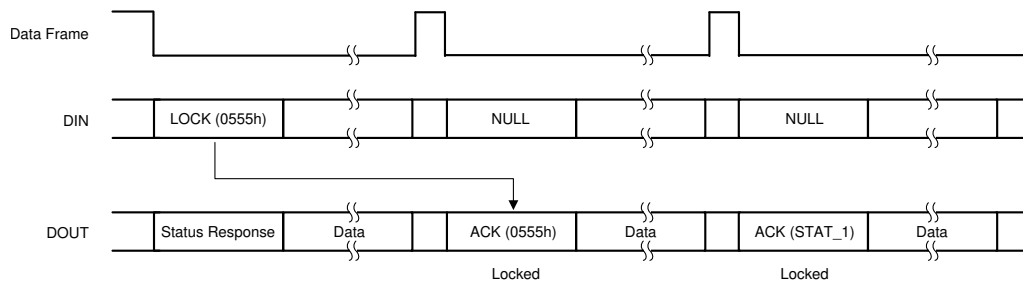 Data Frame
DIN LOCK (0555h) NULL NULL
DOUT Status Response Data ACK (0555h) Data ACK (STAT_1) Data
Locked Locked